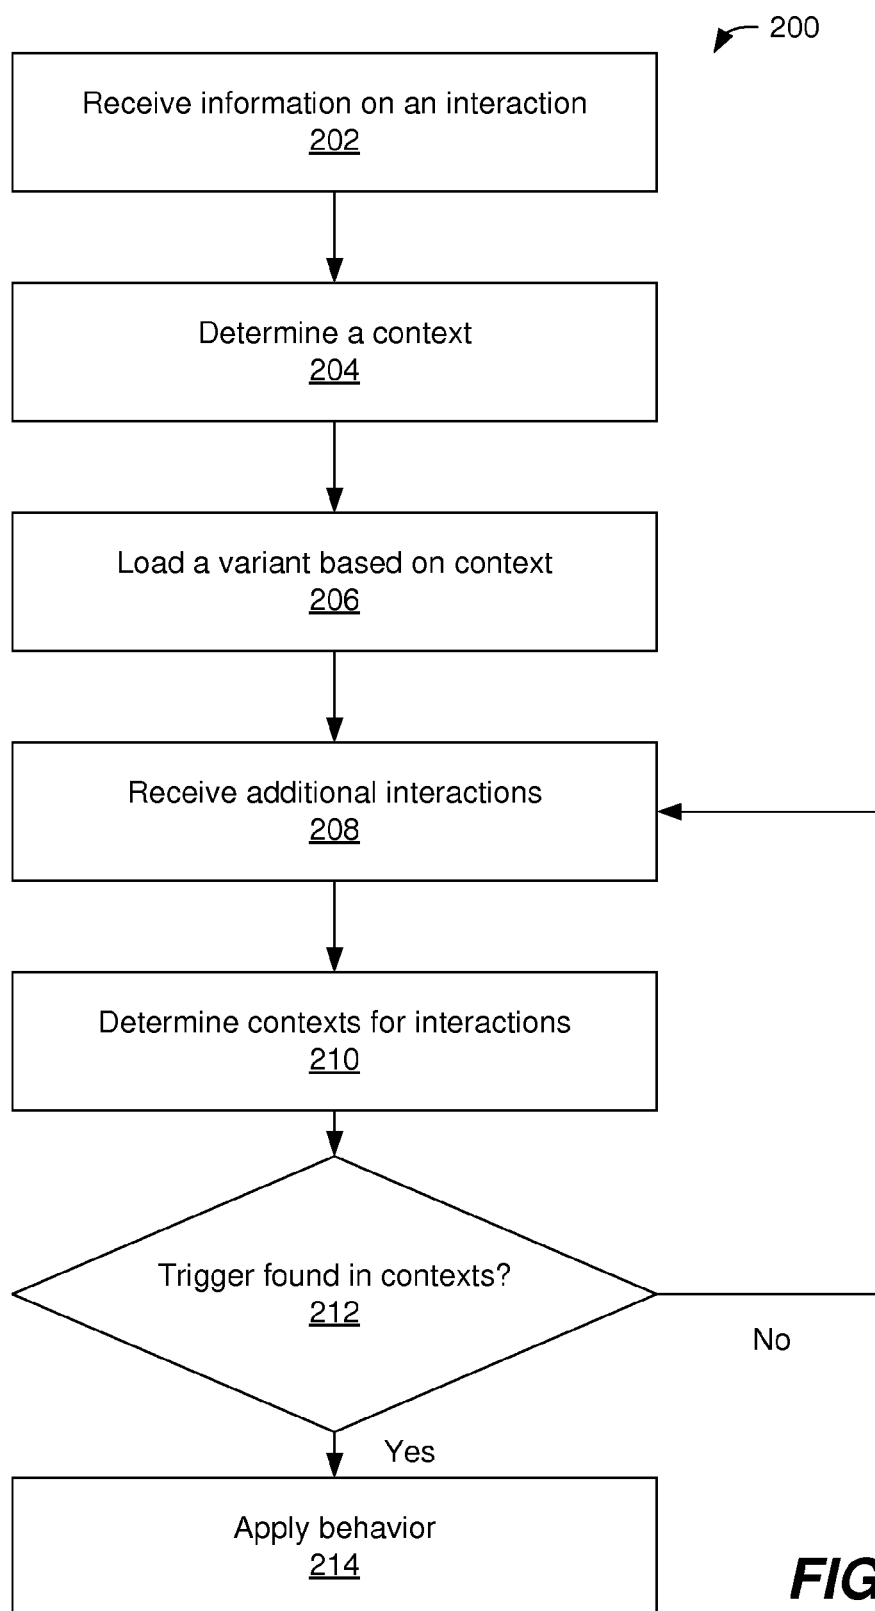 200
Receive information on an interaction
202
Determine a context
204
Load a variant based on context
206
Receive additional interactions
208
Determine contexts for interactions
210
Trigger found in contexts?
212
No
Yes
Apply behavior
214
FIG